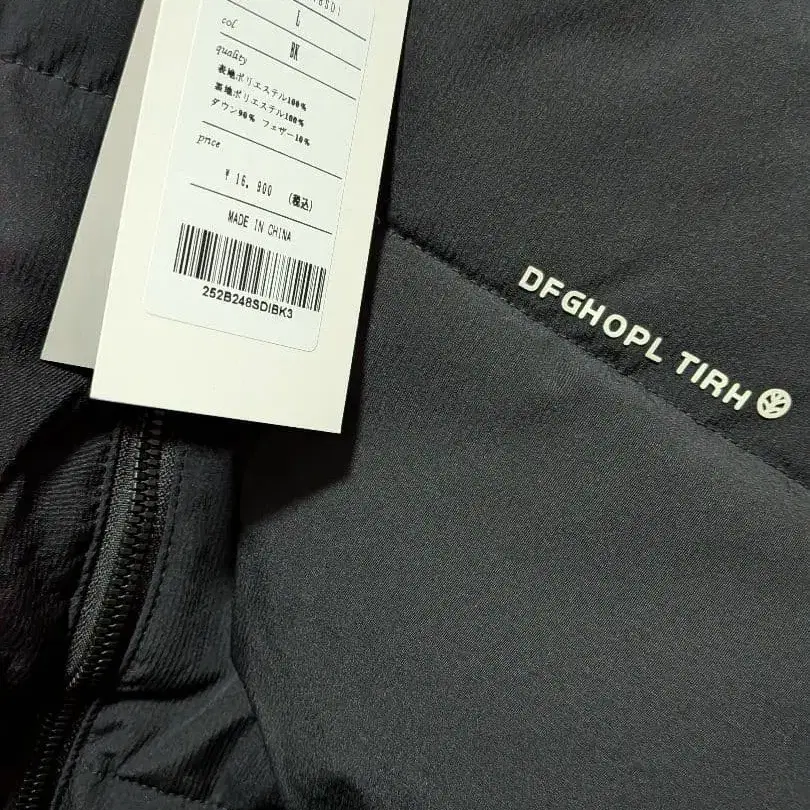 L
col
BK
quality
表地ポリエステル100%
裏地ポリエステル100%
ダウン90% フェザー10%
price
¥ 16,900 (税込)
MADE IN CHINA
252B248SDIBK3
DFGHOPL TIRH